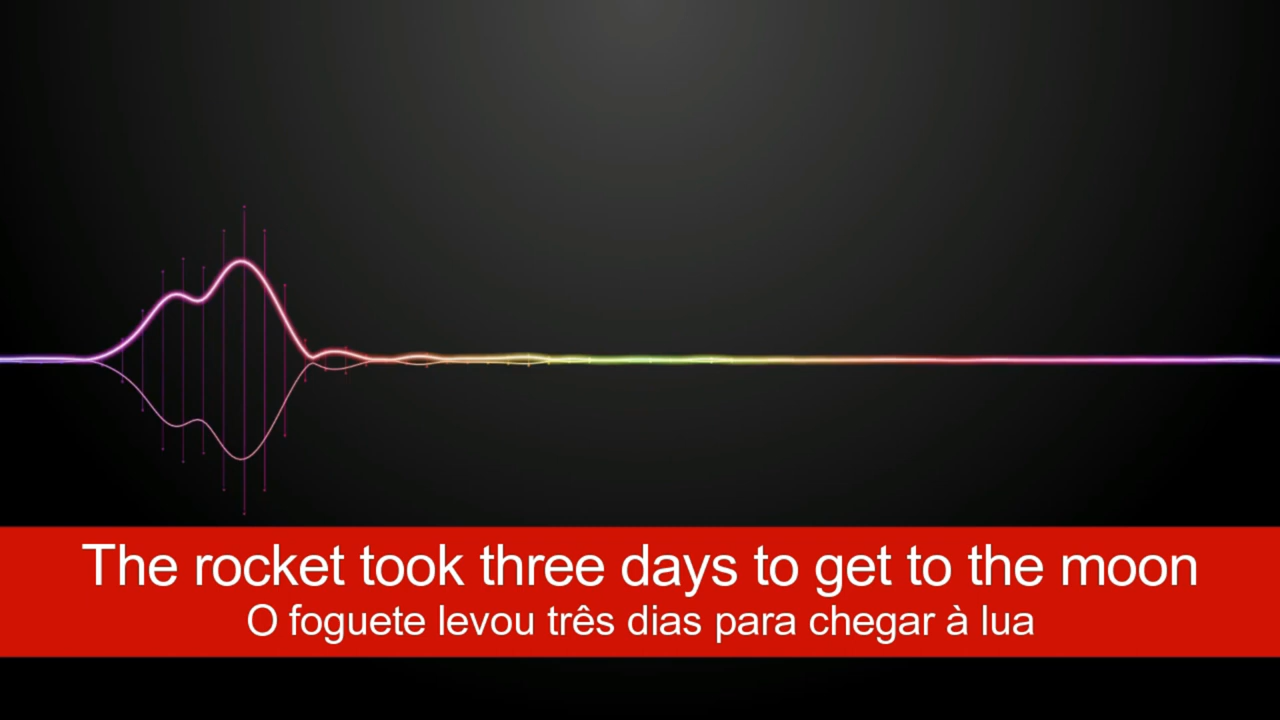 The rocket took three days to get to the moon
O foguete levou três dias para chegar à lua